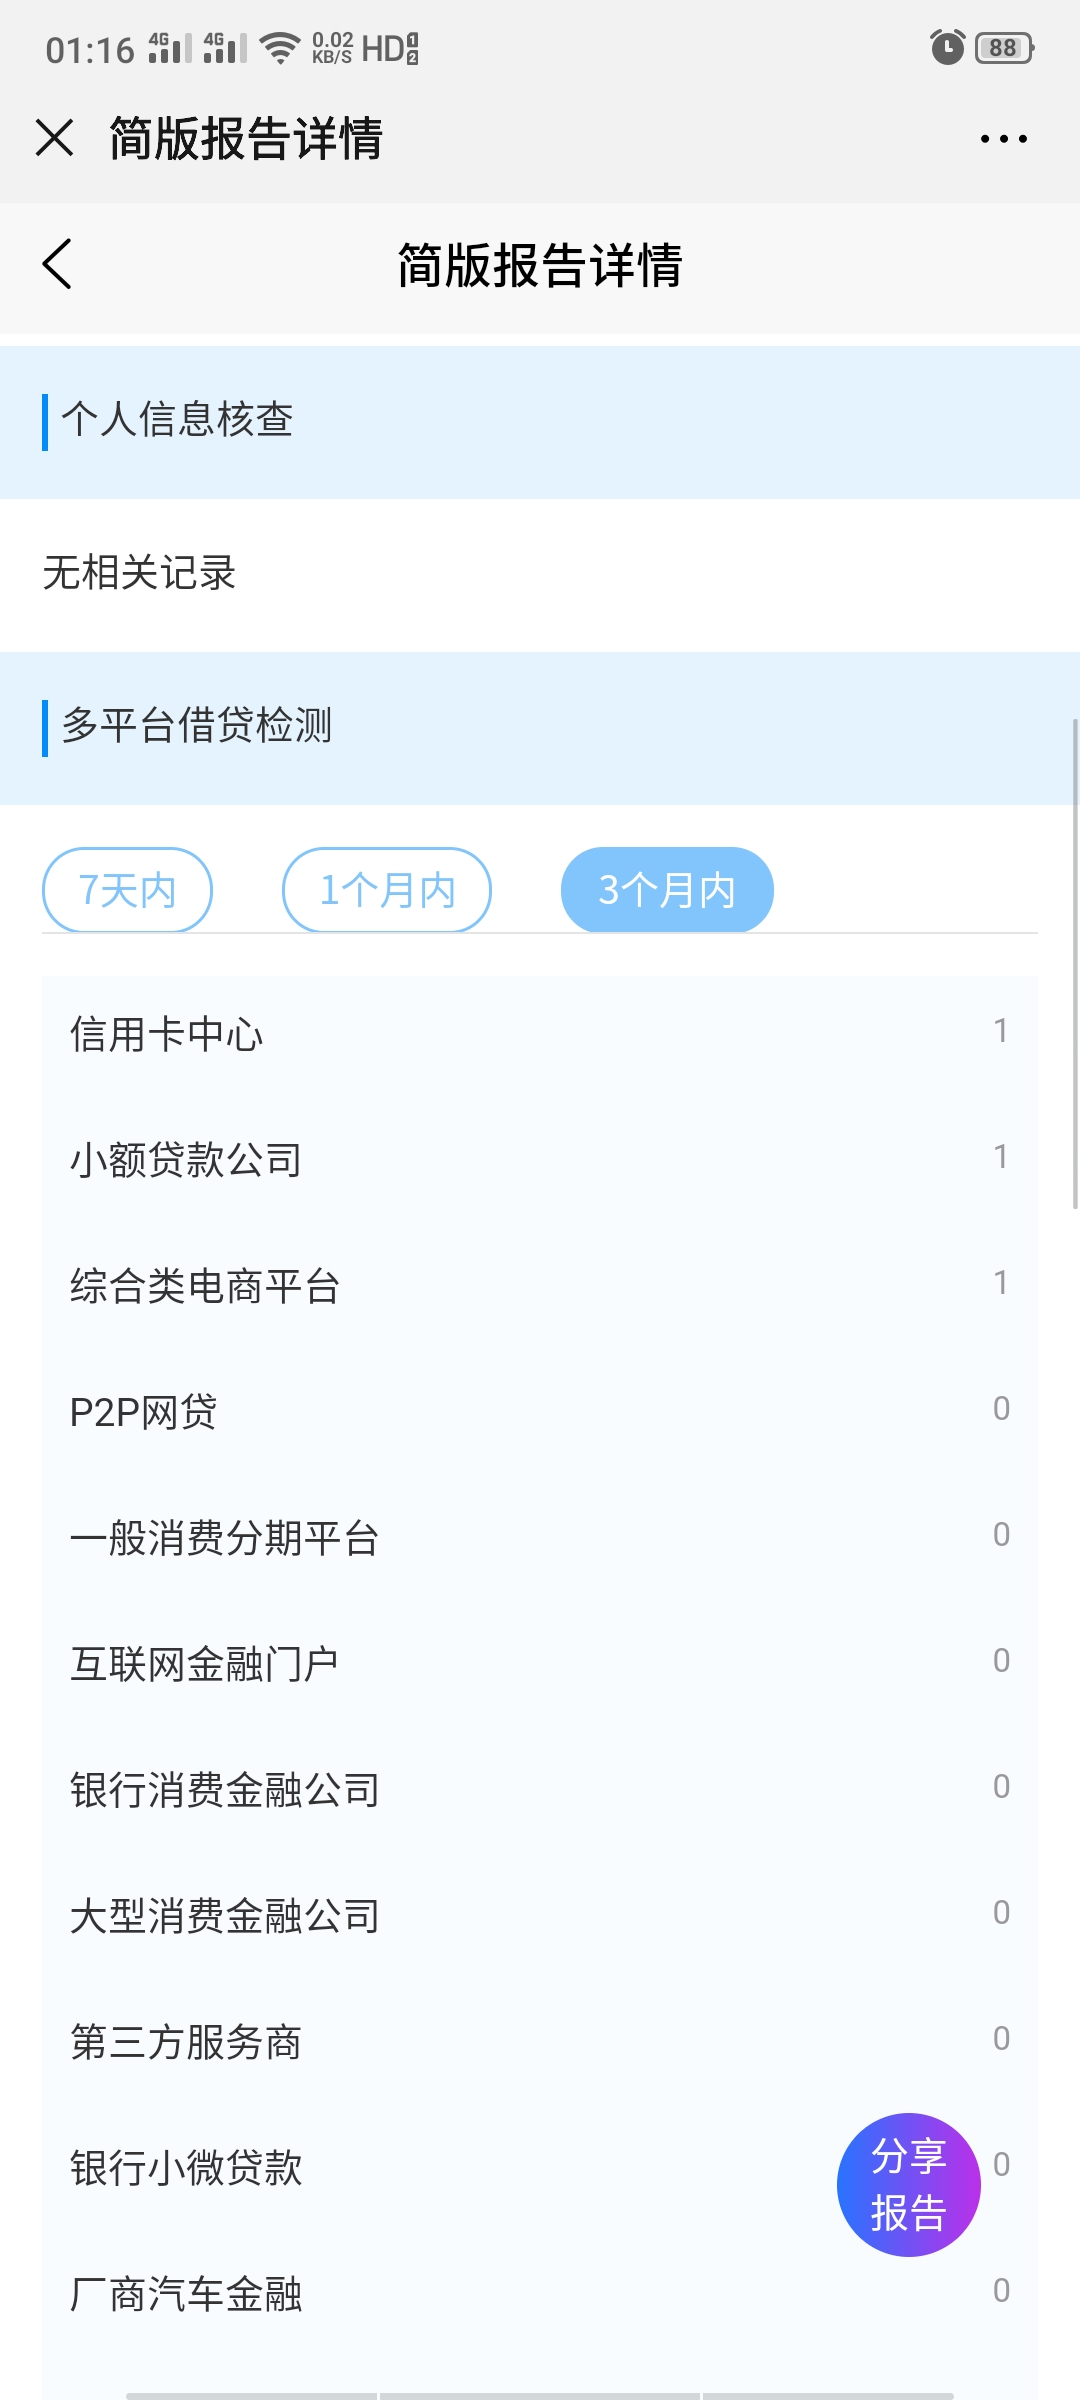 01:16 4G 4G 0.02 KB/S HD 1 2 88
简版报告详情
简版报告详情
个人信息核查
无相关记录
多平台借贷检测
7天内 1个月内 3个月内
信用卡中心 1
小额贷款公司 1
综合类电商平台 1
P2P网贷 0
一般消费分期平台 0
互联网金融门户 0
银行消费金融公司 0
大型消费金融公司 0
第三方服务商 0
银行小微贷款 0
分享
报告
厂商汽车金融 0